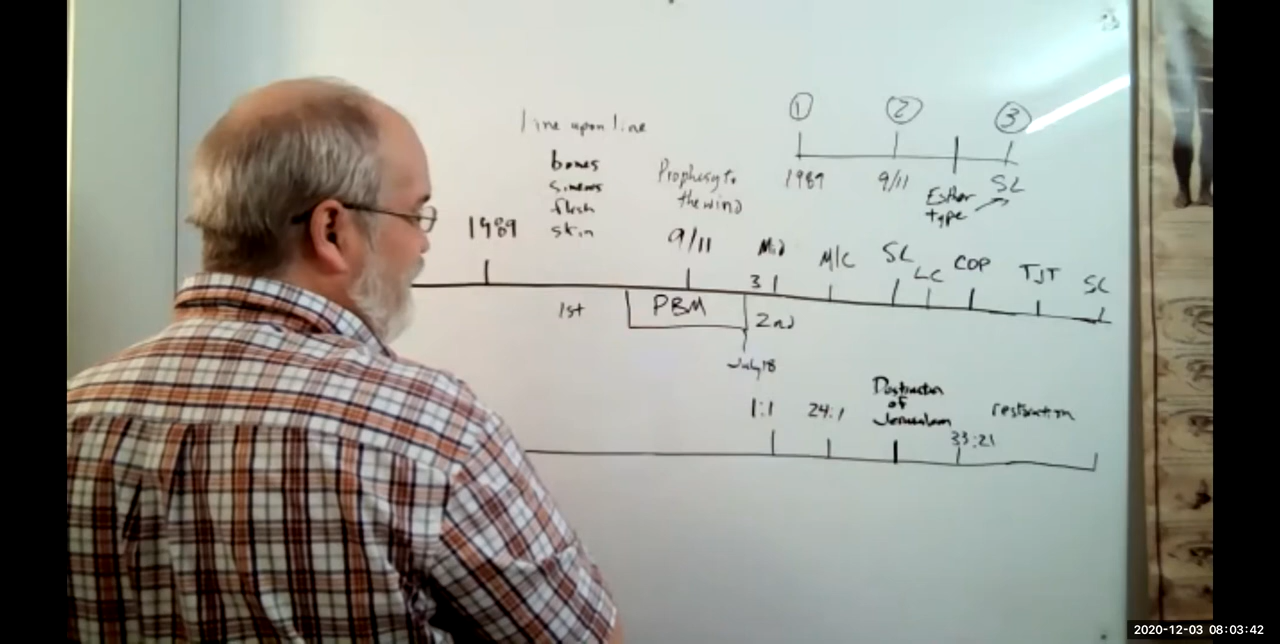 ① ② ③
1989 9/11 SL
Esther
type
line upon line
bones
sinews
flesh
skin
Prophesy to
the wind
1989 9/11 Mid M/C SL LC COP TJT SL
3
1st PBM 2nd
July 18
1:1 24:1 Destruction
of
Jerusalem
33:21 restoration
2020-12-03 08:03:42